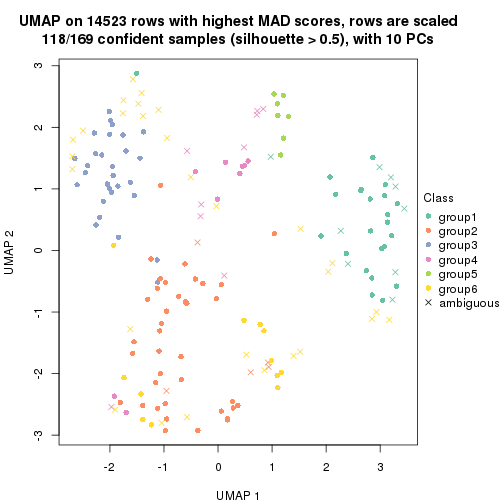 UMAP on 14523 rows with highest MAD scores, rows are scaled
118/169 confident samples (silhouette > 0.5), with 10 PCs
3
2
1
0
-1
-2
-3
UMAP 2
-2
-1
0
1
2
3
UMAP 1
Class
group1
group2
group3
group4
group5
group6
ambiguous